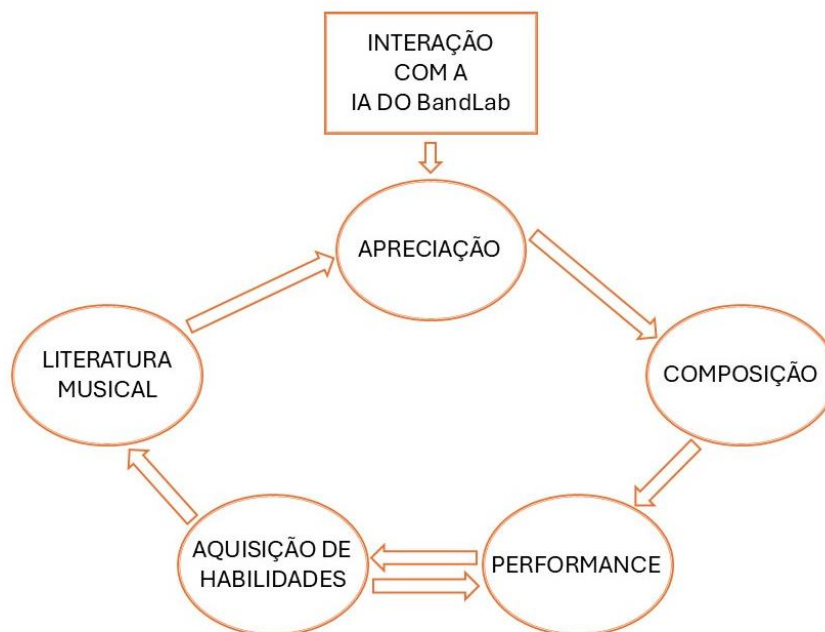 INTERAÇÃO
COM A
IA DO BandLab
APRECIAÇÃO
LITERATURA
MUSICAL
COMPOSIÇÃO
AQUISIÇÃO DE
HABILIDADES
PERFORMANCE